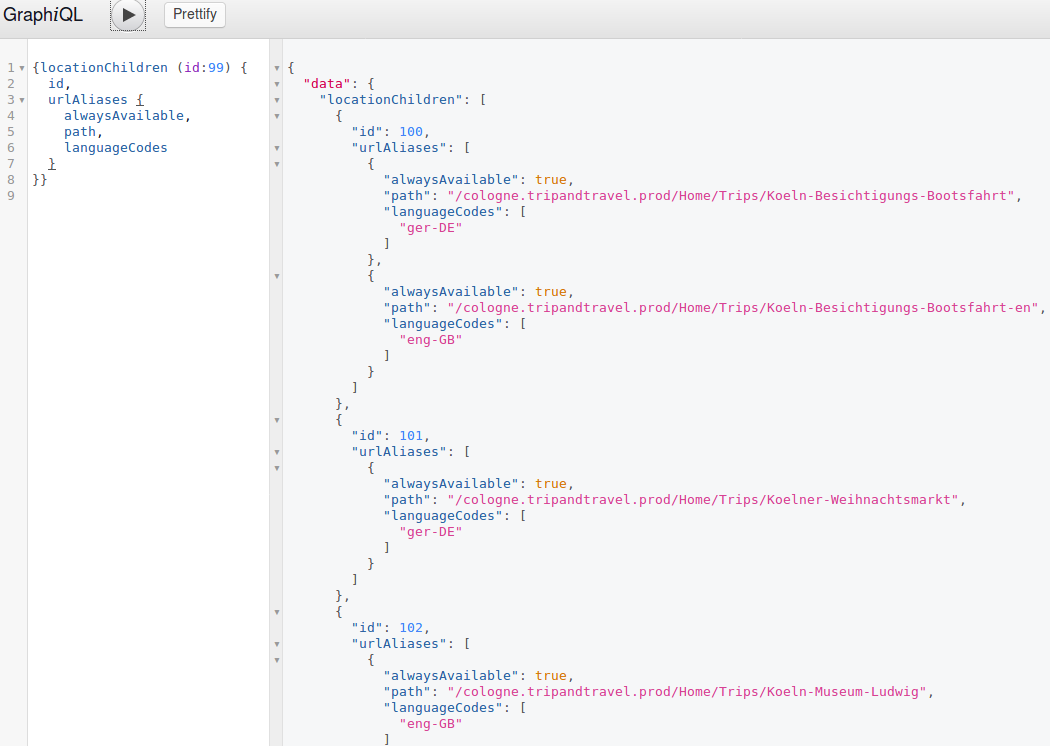 GraphiQL
Prettify
1 {locationChildren (id:99) {
2   id,
3   urlAliases {
4     alwaysAvailable,
5     path,
6     languageCodes
7   }
8 }}
9
{
  "data": {
    "locationChildren": [
      {
        "id": 100,
        "urlAliases": [
          {
            "alwaysAvailable": true,
            "path": "/cologne.tripandtravel.prod/Home/Trips/Koeln-Besichtigungs-Bootsfahrt",
            "languageCodes": [
              "ger-DE"
            ]
          },
          {
            "alwaysAvailable": true,
            "path": "/cologne.tripandtravel.prod/Home/Trips/Koeln-Besichtigungs-Bootsfahrt-en",
            "languageCodes": [
              "eng-GB"
            ]
          }
        ]
      },
      {
        "id": 101,
        "urlAliases": [
          {
            "alwaysAvailable": true,
            "path": "/cologne.tripandtravel.prod/Home/Trips/Koelner-Weihnachtsmarkt",
            "languageCodes": [
              "ger-DE"
            ]
          }
        ]
      },
      {
        "id": 102,
        "urlAliases": [
          {
            "alwaysAvailable": true,
            "path": "/cologne.tripandtravel.prod/Home/Trips/Koeln-Museum-Ludwig",
            "languageCodes": [
              "eng-GB"
            ]